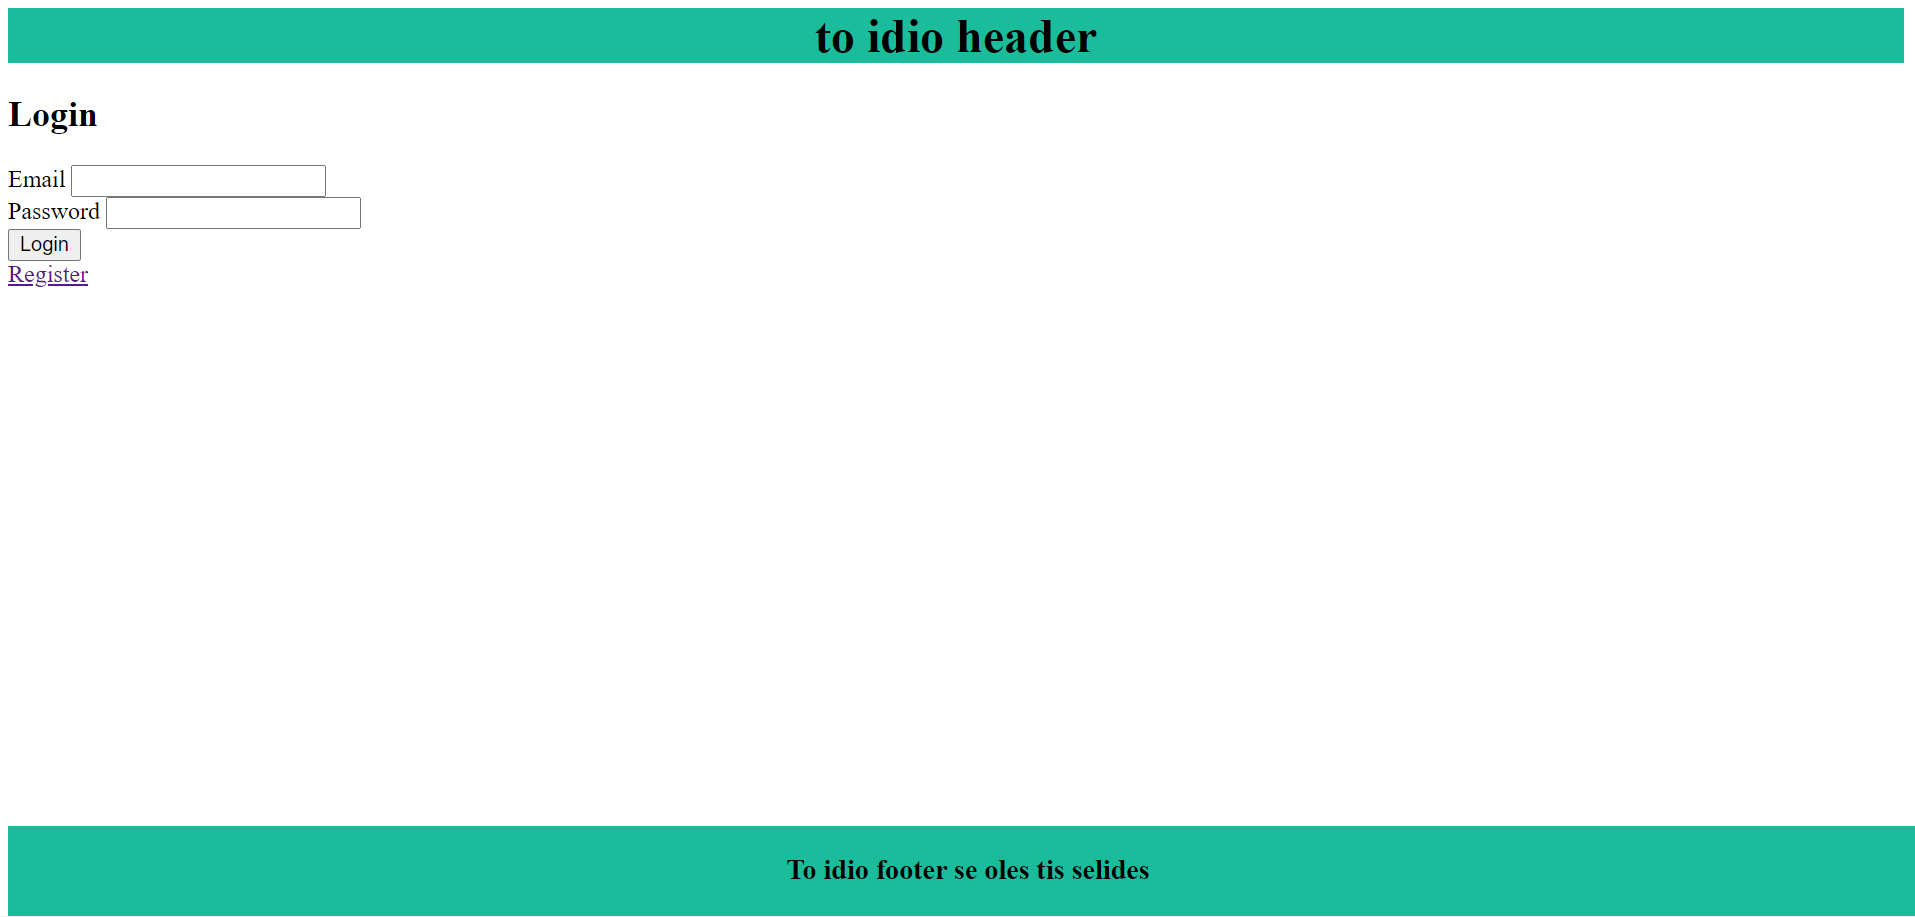 to idio header
Login
Email
Password
Login
Register
To idio footer se oles tis selides